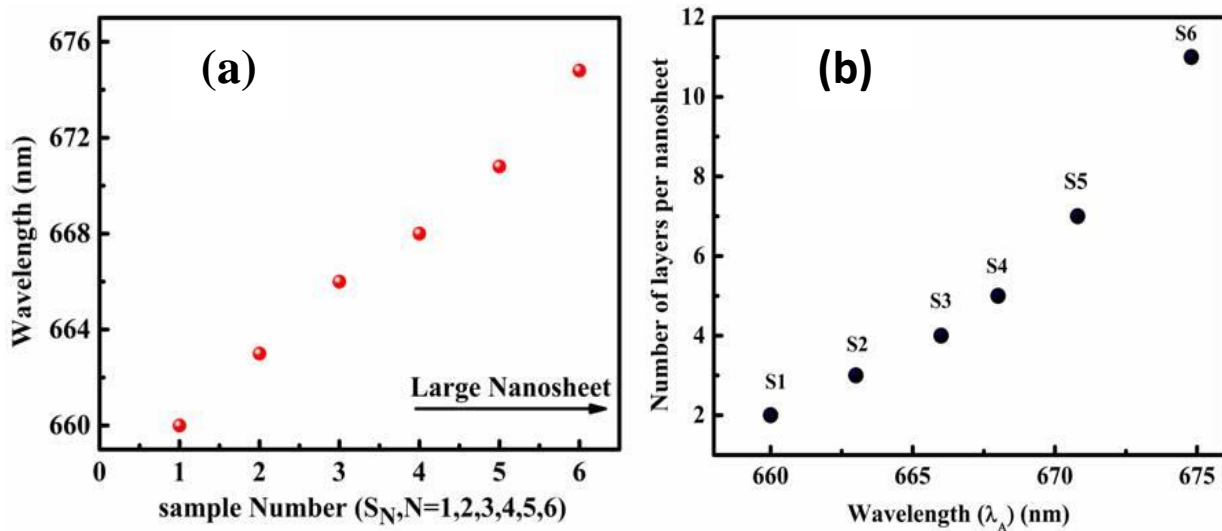 (a)
Wavelength (nm)
676
672
668
664
660
Large Nanosheet
0 1 2 3 4 5 6
sample Number (S_N,N=1,2,3,4,5,6)
(b)
Number of layers per nanosheet
12
10
8
6
4
2
S1
S2
S3
S4
S5
S6
660 665 670 675
Wavelength (λ_A) (nm)